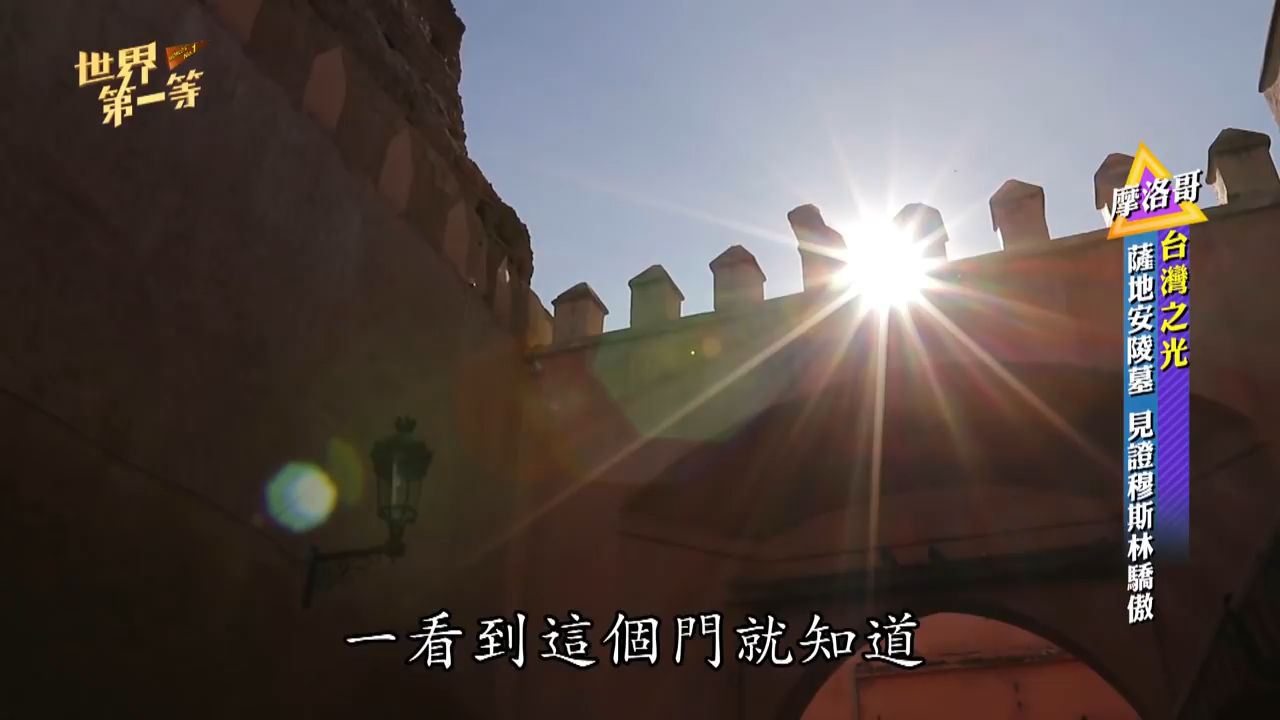 世界
第一等
摩洛哥
台灣之光
薩地安陵墓 見證穆斯林驕傲
一看到這個門就知道